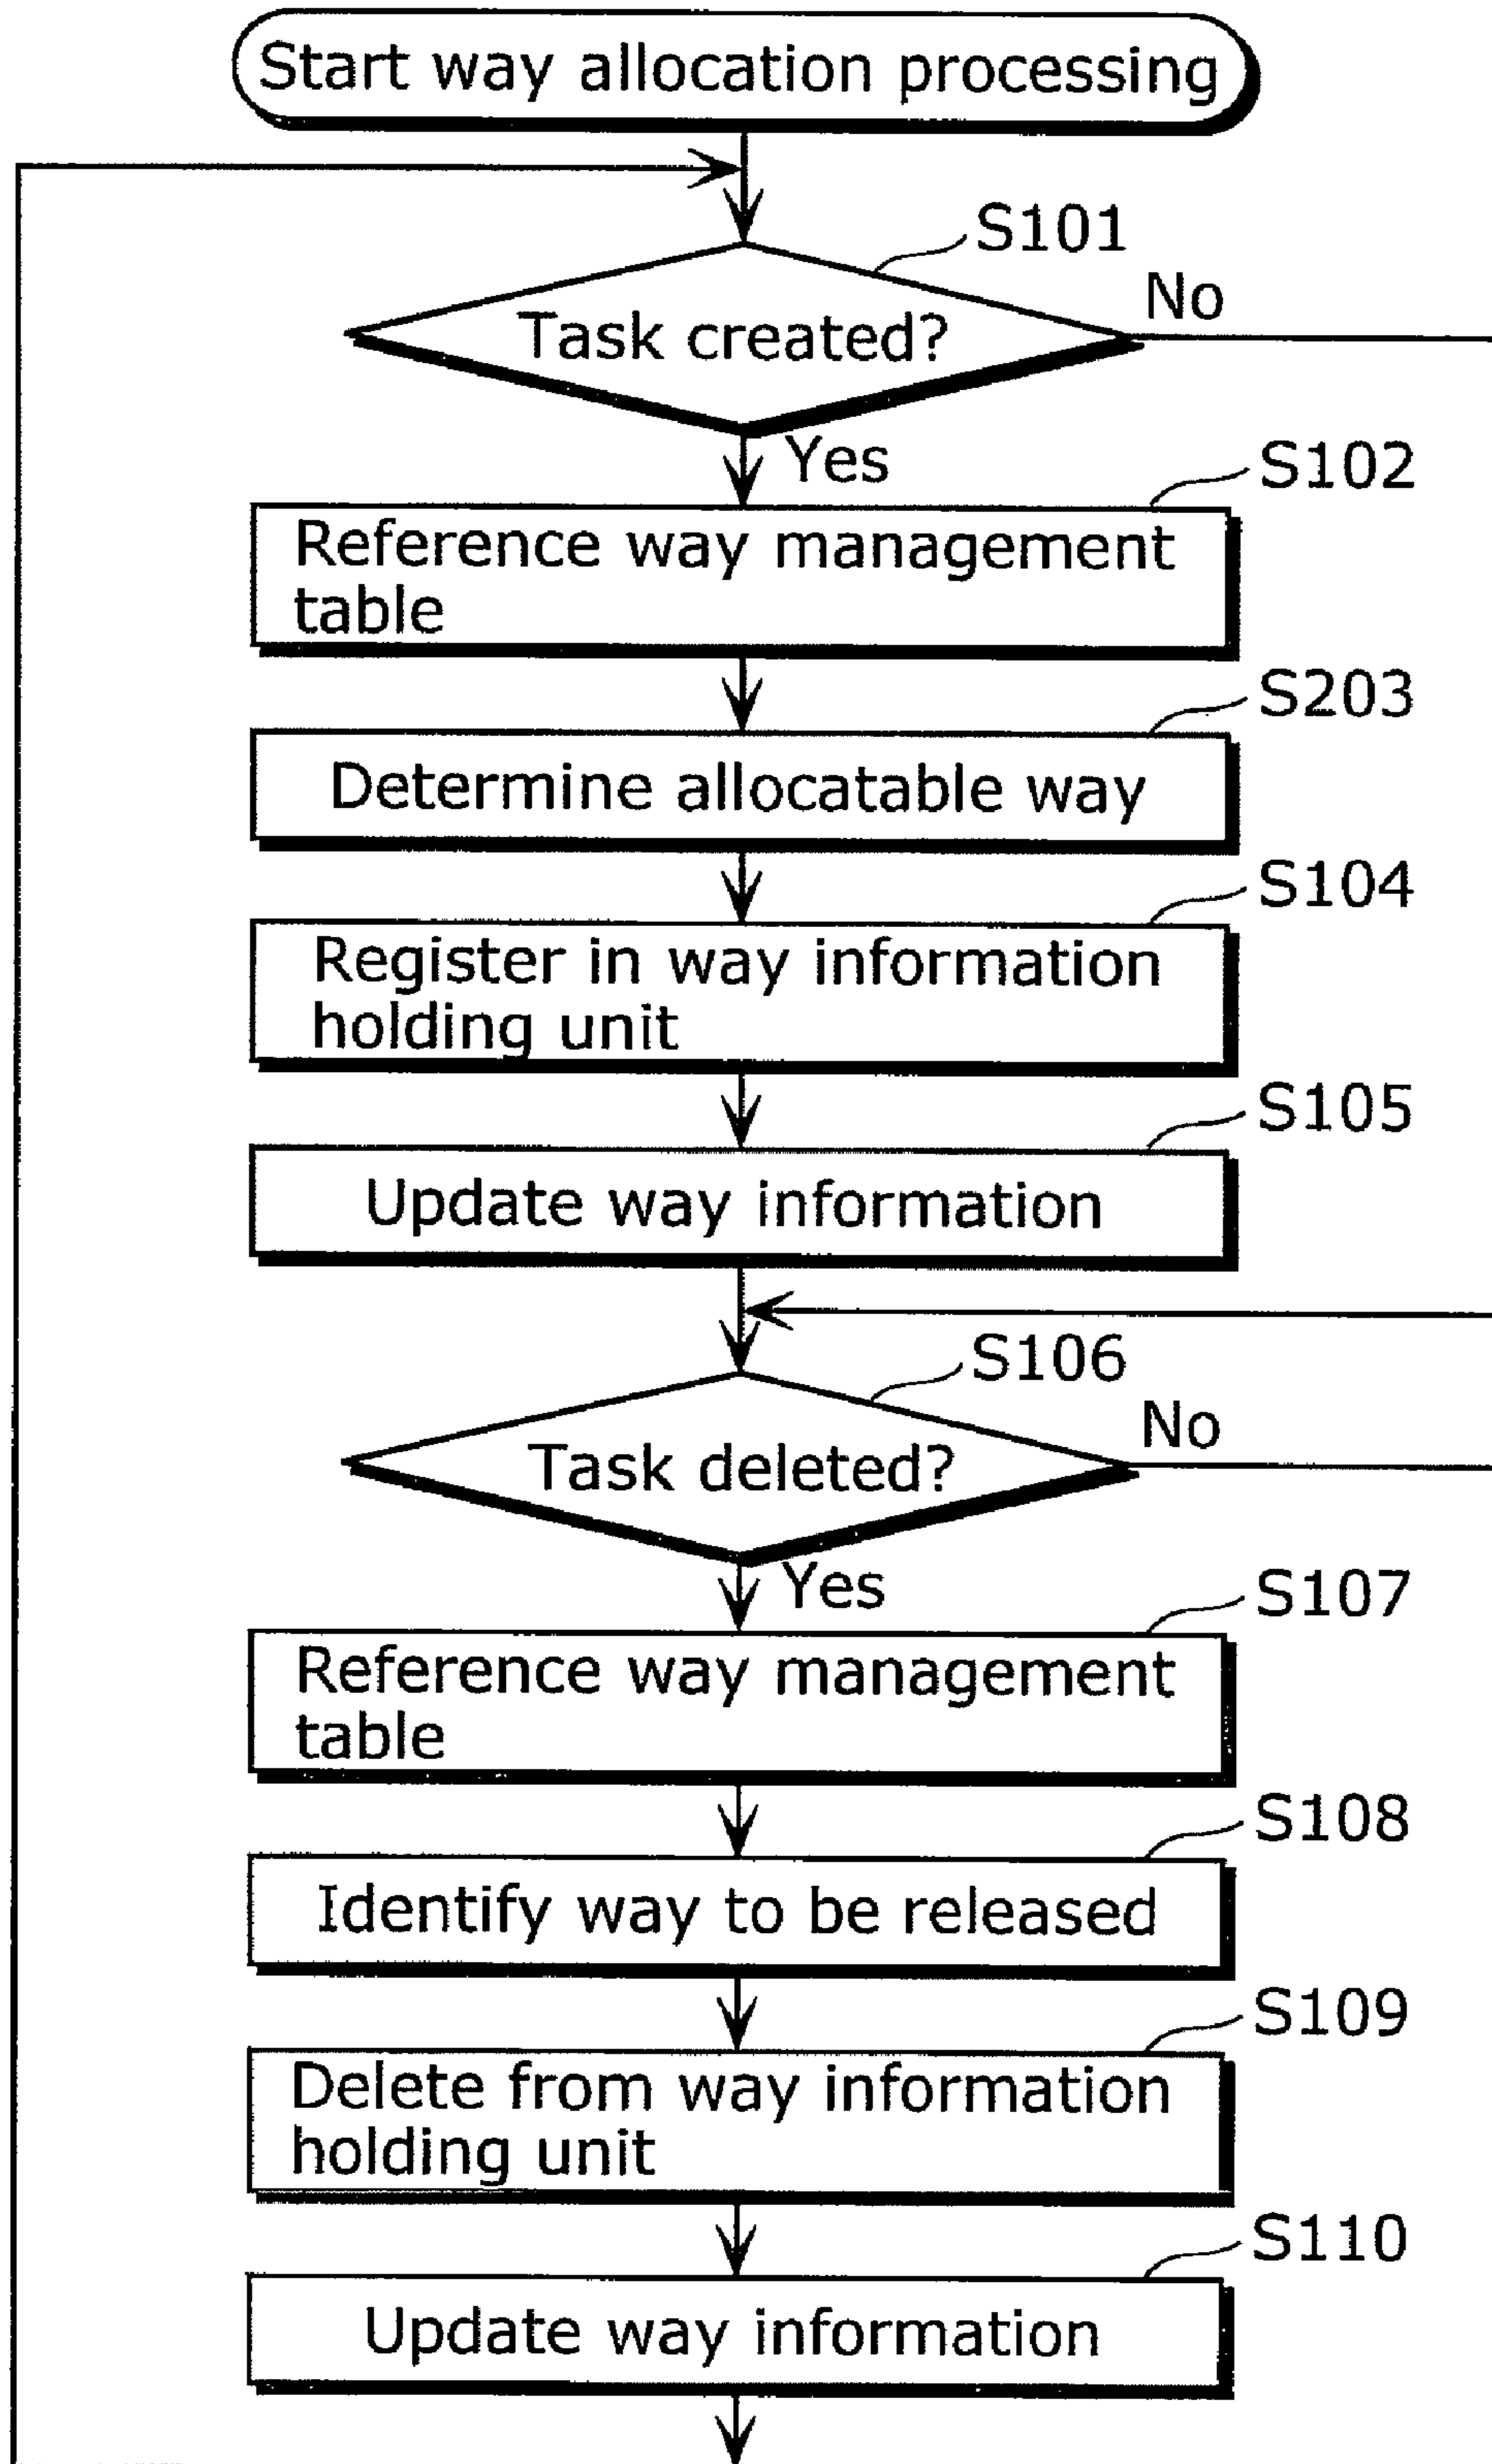 Start way allocation processing
S101
No
Task created?
Yes
S102
Reference way management
table
S203
Determine allocatable way
S104
Register in way information
holding unit
S105
Update way information
S106
No
Task deleted?
Yes
S107
Reference way management
table
S108
Identify way to be released
S109
Delete from way information
holding unit
S110
Update way information